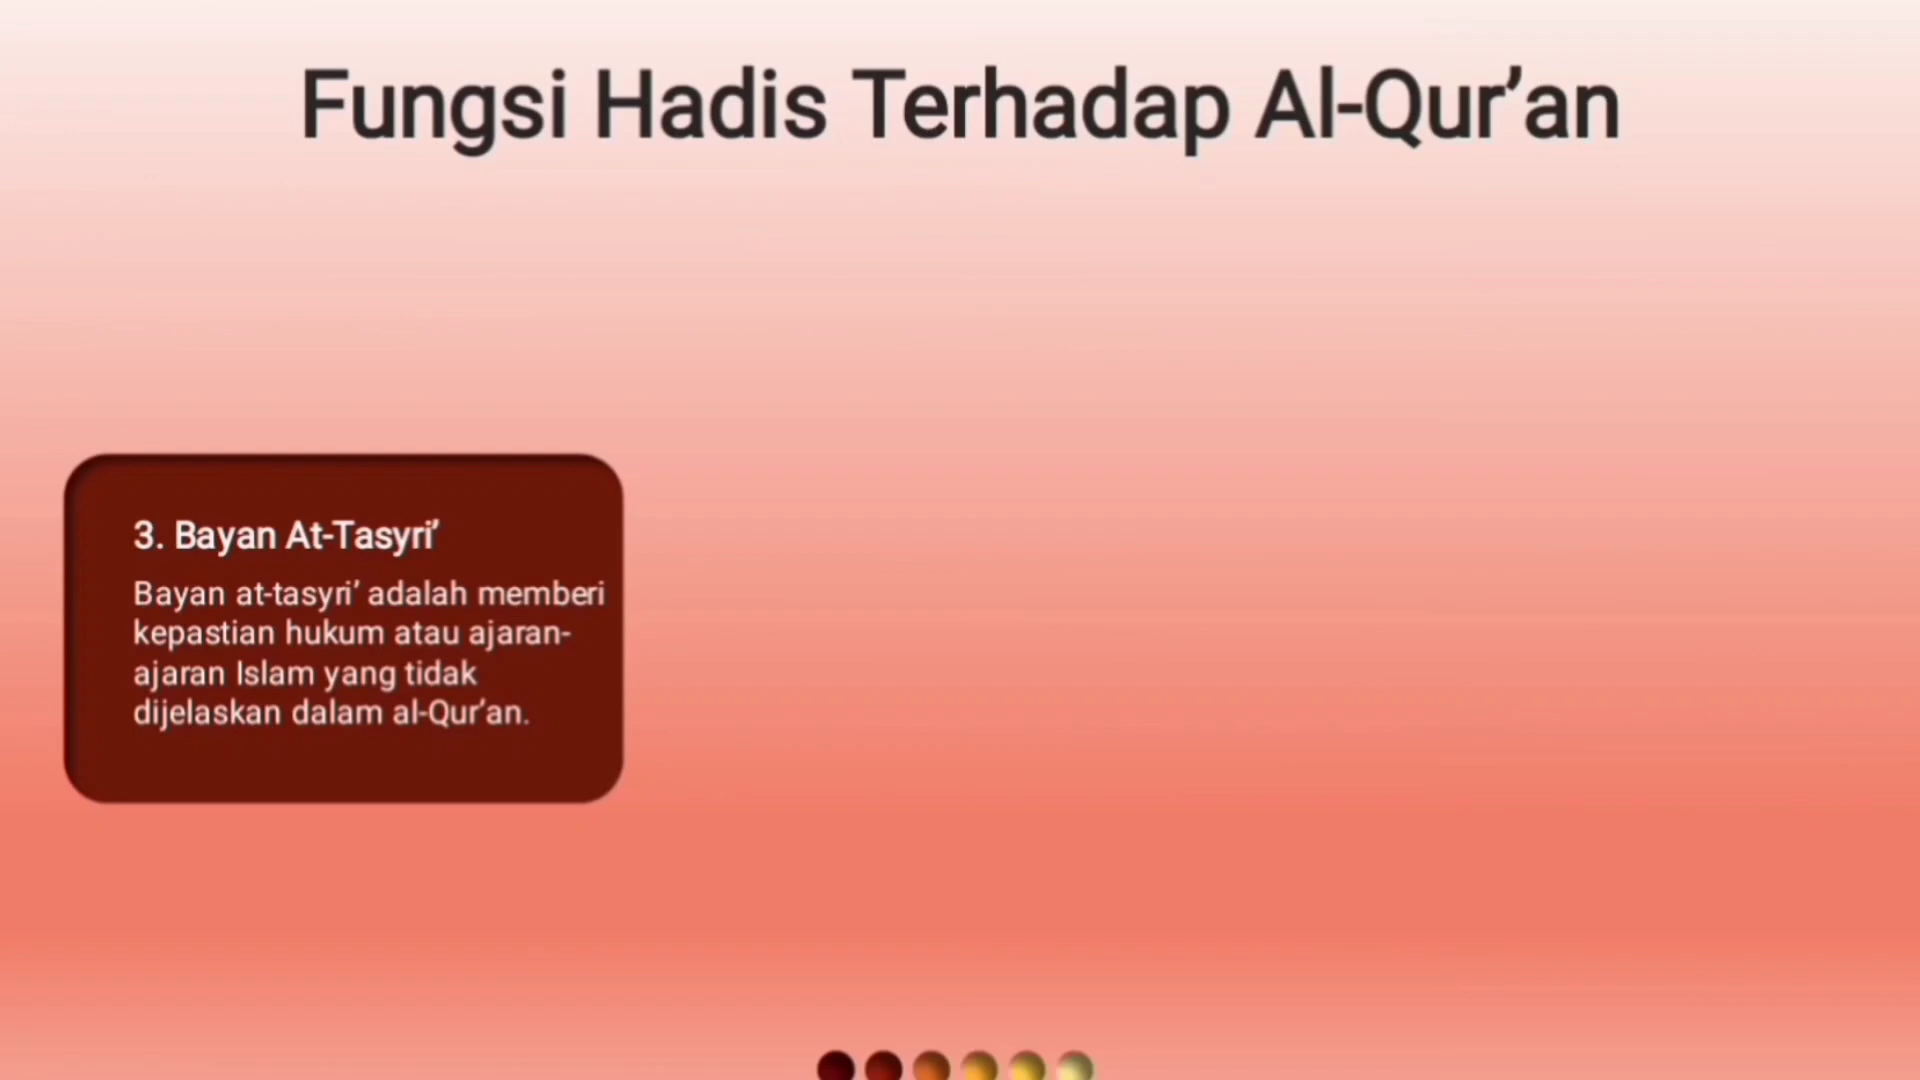 Fungsi Hadis Terhadap Al-Qur’an
3. Bayan At-Tasyri’
Bayan at-tasyri’ adalah memberi
kepastian hukum atau ajaran-
ajaran Islam yang tidak
dijelaskan dalam al-Qur’an.